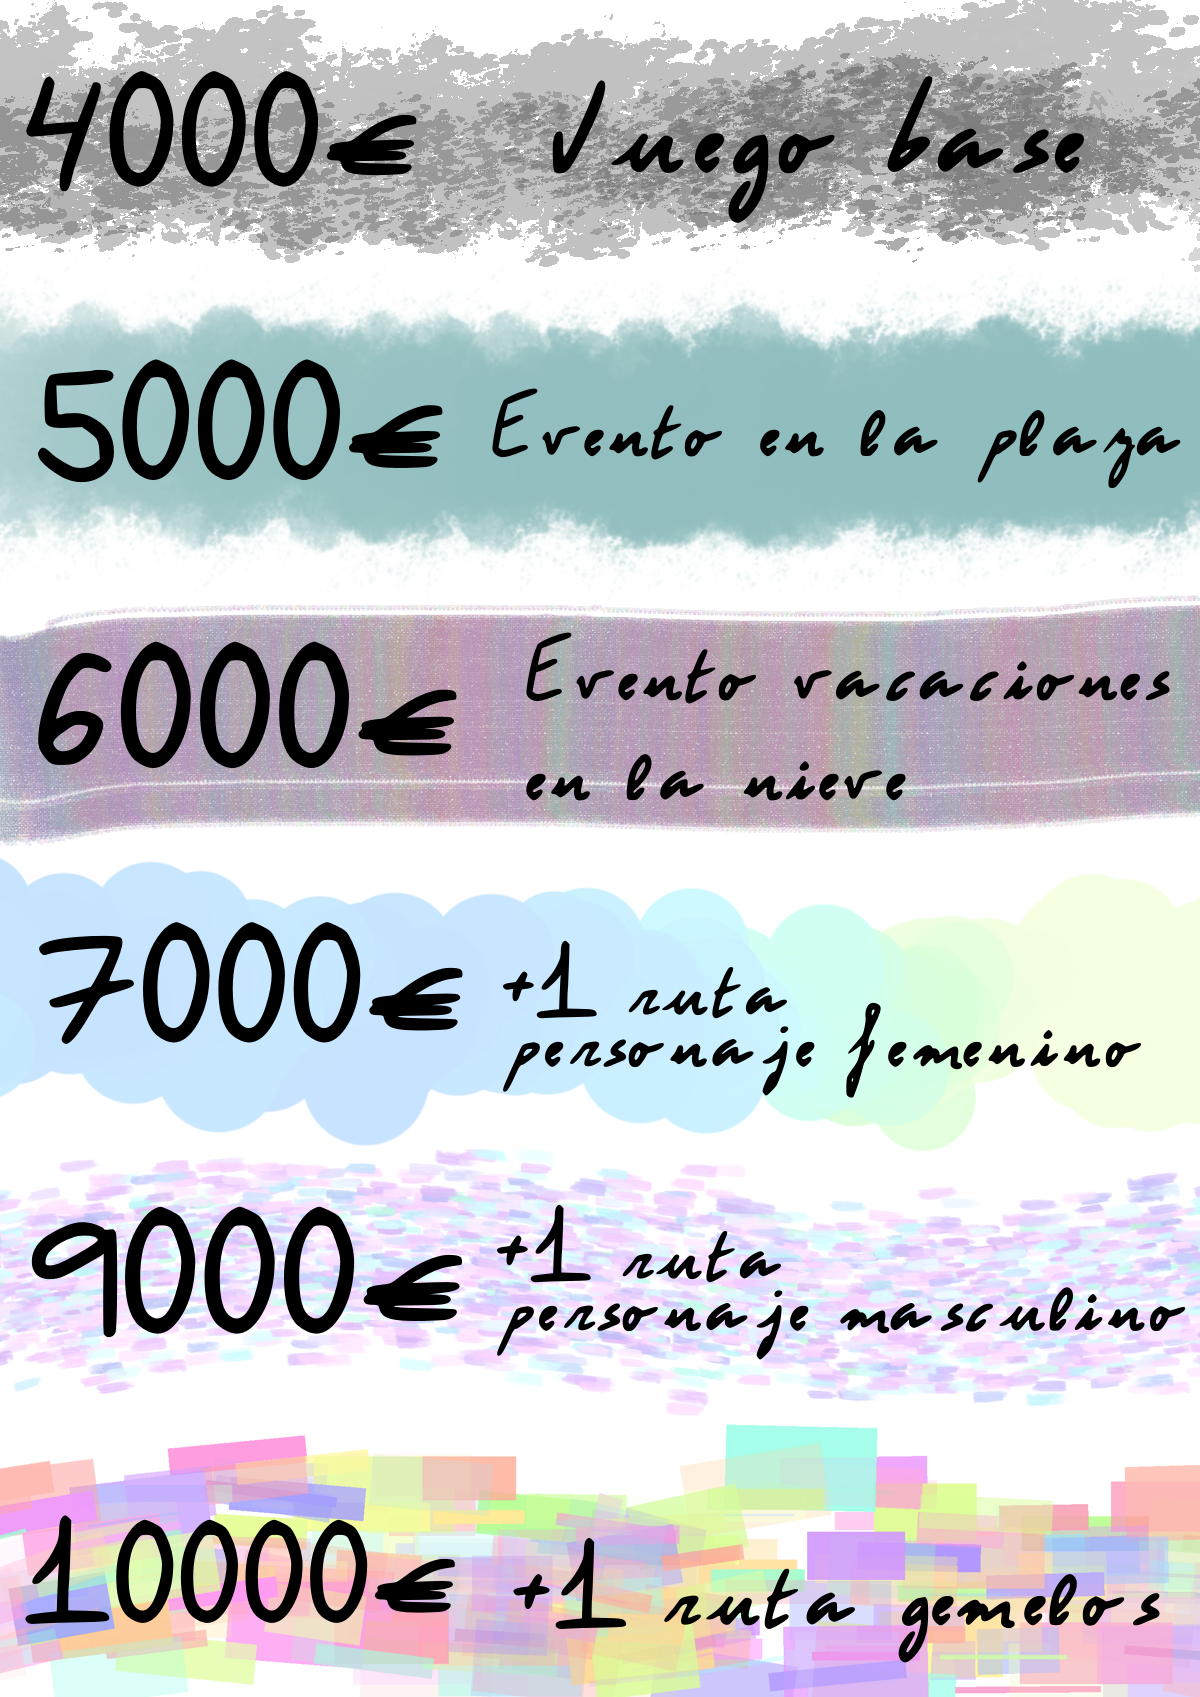 4000€ Juego base
5000€ Evento en la plaza
6000€ Evento vacaciones
en la nieve
7000€ +1 ruta
personaje femenino
9000€ +1 ruta
personaje masculino
10000€ +1 ruta gemelos